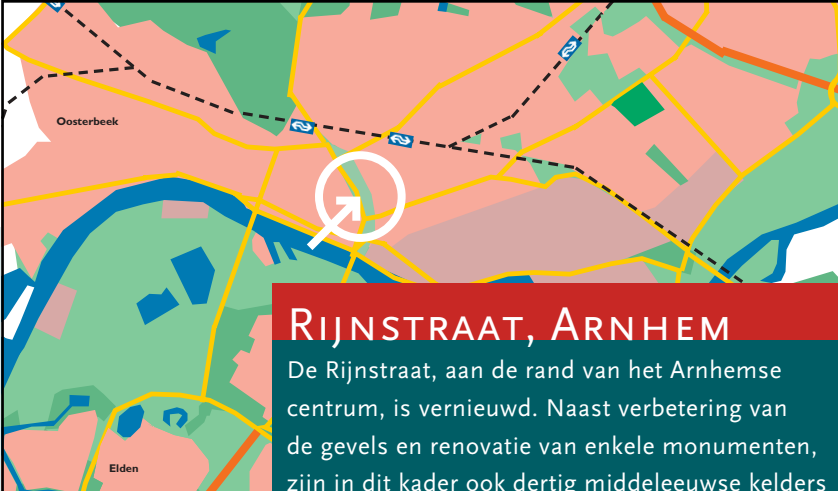 Oosterbeek
RIJNSTRAAT, ARNHEM
De Rijnstraat, aan de rand van het Arnhemse
centrum, is vernieuwd. Naast verbetering van
de gevels en renovatie van enkele monumenten,
zijn in dit kader ook dertig middeleeuwse kelders
Elden